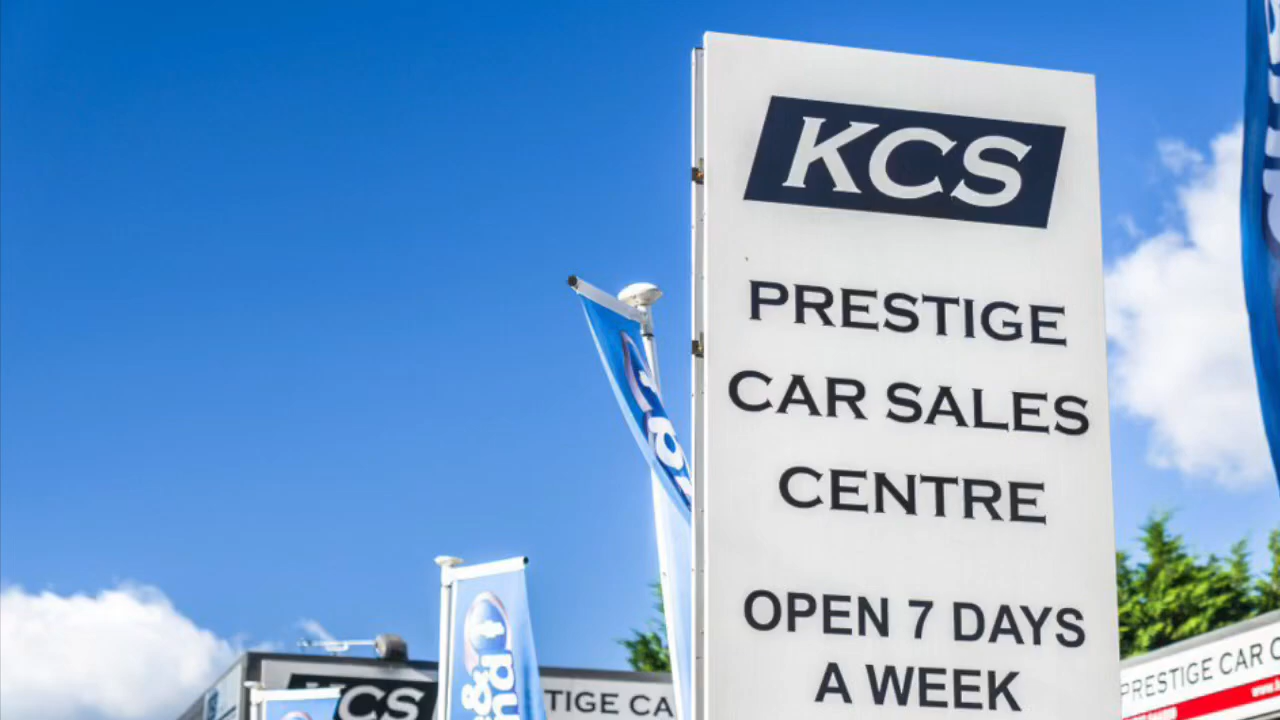 KCS
PRESTIGE
CAR SALES
CENTRE
OPEN 7 DAYS
A WEEK
KCS
TIGE CA
PRESTIGE CAR